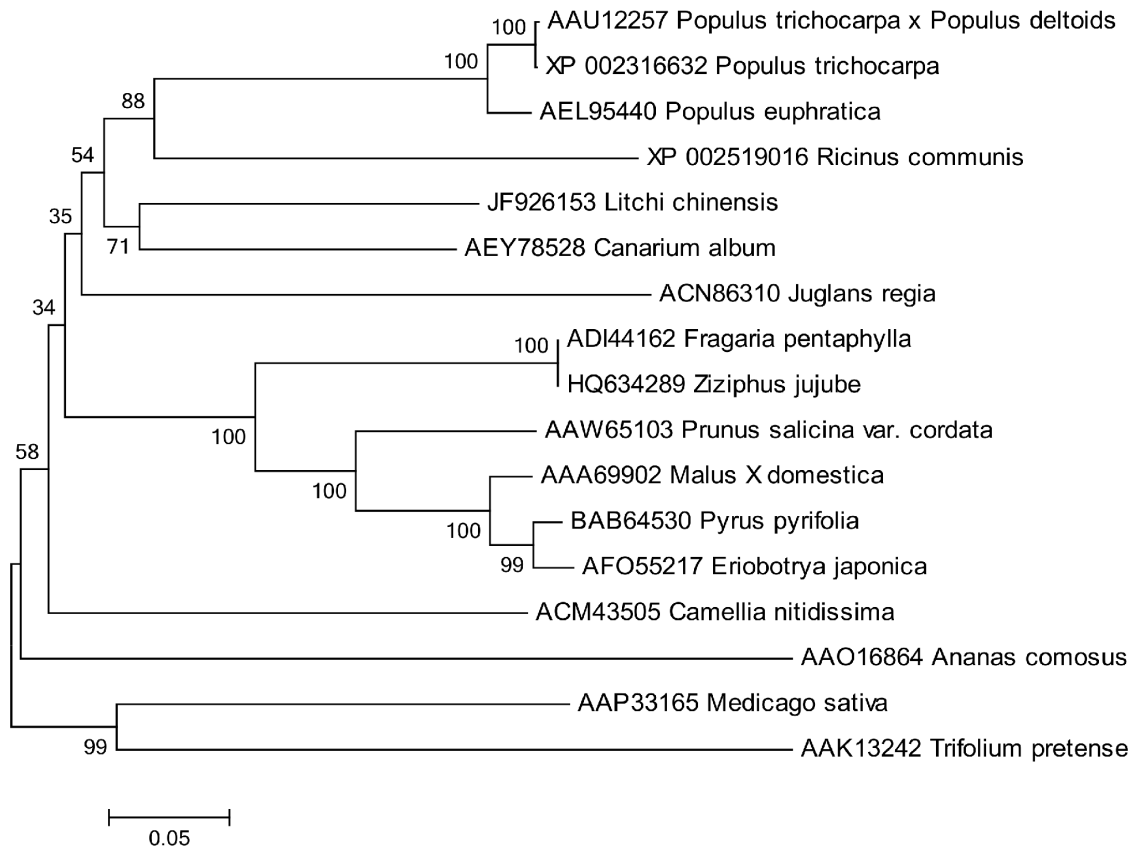 100 AAU12257 Populus trichocarpa x Populus deltoids
100 XP 002316632 Populus trichocarpa
88 AEL95440 Populus euphratica
54 XP 002519016 Ricinus communis
35 JF926153 Litchi chinensis
71 AEY78528 Canarium album
34 ACN86310 Juglans regia
100 ADI44162 Fragaria pentaphylla
HQ634289 Ziziphus jujube
100 AAW65103 Prunus salicina var. cordata
58 AAA69902 Malus X domestica
100
100 BAB64530 Pyrus pyrifolia
99 AFO55217 Eriobotrya japonica
ACM43505 Camellia nitidissima
AAO16864 Ananas comosus
AAP33165 Medicago sativa
99 AAK13242 Trifolium pretense
0.05